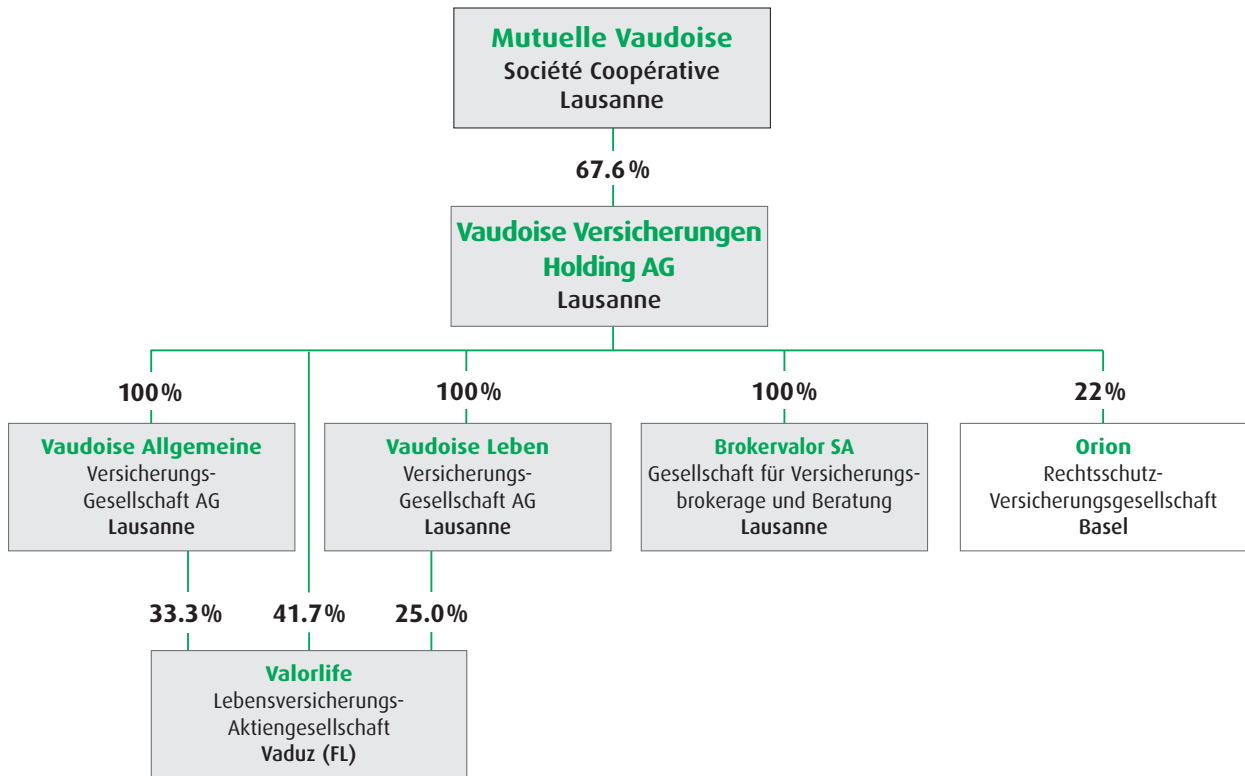 Mutuelle Vaudoise
Société Coopérative
Lausanne
67.6%
Vaudoise Versicherungen
Holding AG
Lausanne
100%
100%
100%
22%
Vaudoise Allgemeine
Versicherungs-
Gesellschaft AG
Lausanne
Vaudoise Leben
Versicherungs-
Gesellschaft AG
Lausanne
Brokervalor SA
Gesellschaft für Versicherungs-
brokerage und Beratung
Lausanne
Orion
Rechtsschutz-
Versicherungsgesellschaft
Basel
33.3%
41.7%
25.0%
Valorlife
Lebensversicherungs-
Aktiengesellschaft
Vaduz (FL)